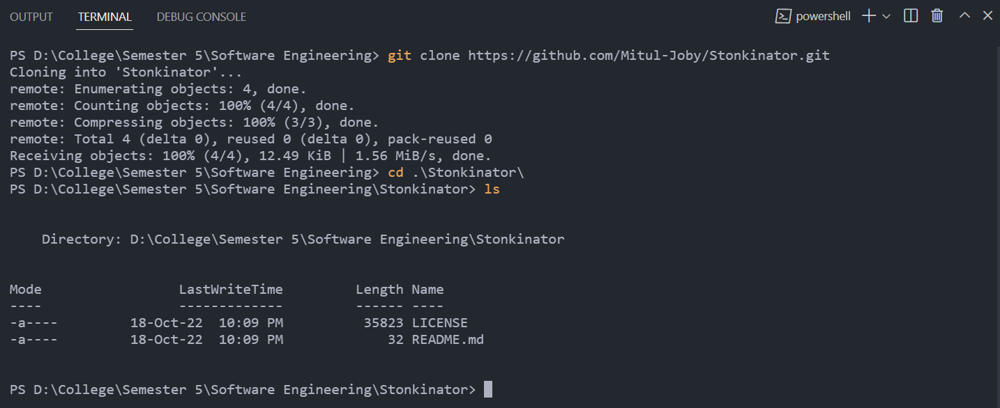 OUTPUT TERMINAL DEBUG CONSOLE powershell
PS D:\College\Semester 5\Software Engineering> git clone https://github.com/Mitul-Joby/Stonkinator.git
Cloning into 'Stonkinator'...
remote: Enumerating objects: 4, done.
remote: Counting objects: 100% (4/4), done.
remote: Compressing objects: 100% (3/3), done.
remote: Total 4 (delta 0), reused 0 (delta 0), pack-reused 0
Receiving objects: 100% (4/4), 12.49 KiB | 1.56 MiB/s, done.
PS D:\College\Semester 5\Software Engineering> cd .\Stonkinator\
PS D:\College\Semester 5\Software Engineering\Stonkinator> ls
    Directory: D:\College\Semester 5\Software Engineering\Stonkinator
Mode                 LastWriteTime         Length Name
----                 -------------         ------ ----
-a----         18-Oct-22  10:09 PM          35823 LICENSE
-a----         18-Oct-22  10:09 PM             32 README.md
PS D:\College\Semester 5\Software Engineering\Stonkinator>